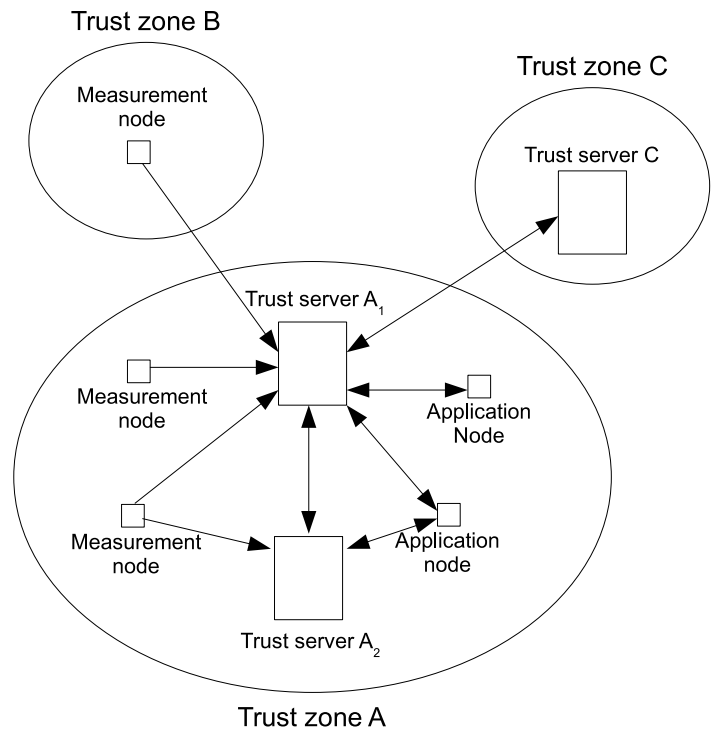 Trust zone B
Measurement
node
Trust zone C
Trust server C
Trust server A1
Measurement
node
Application
Node
Measurement
node
Application
node
Trust server A2
Trust zone A